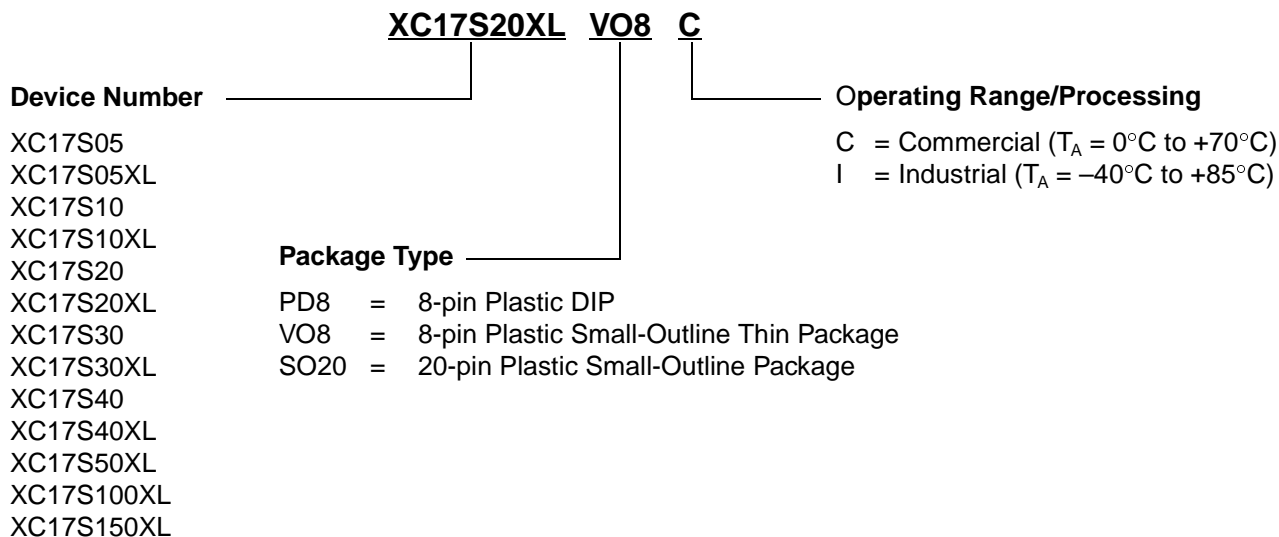 XC17S20XL VO8 C
Device Number
XC17S05
XC17S05XL
XC17S10
XC17S10XL
XC17S20
XC17S20XL
XC17S30
XC17S30XL
XC17S40
XC17S40XL
XC17S50XL
XC17S100XL
XC17S150XL
Package Type
PD8 = 8-pin Plastic DIP
VO8 = 8-pin Plastic Small-Outline Thin Package
SO20 = 20-pin Plastic Small-Outline Package
Operating Range/Processing
C = Commercial (TA = 0°C to +70°C)
I = Industrial (TA = –40°C to +85°C)